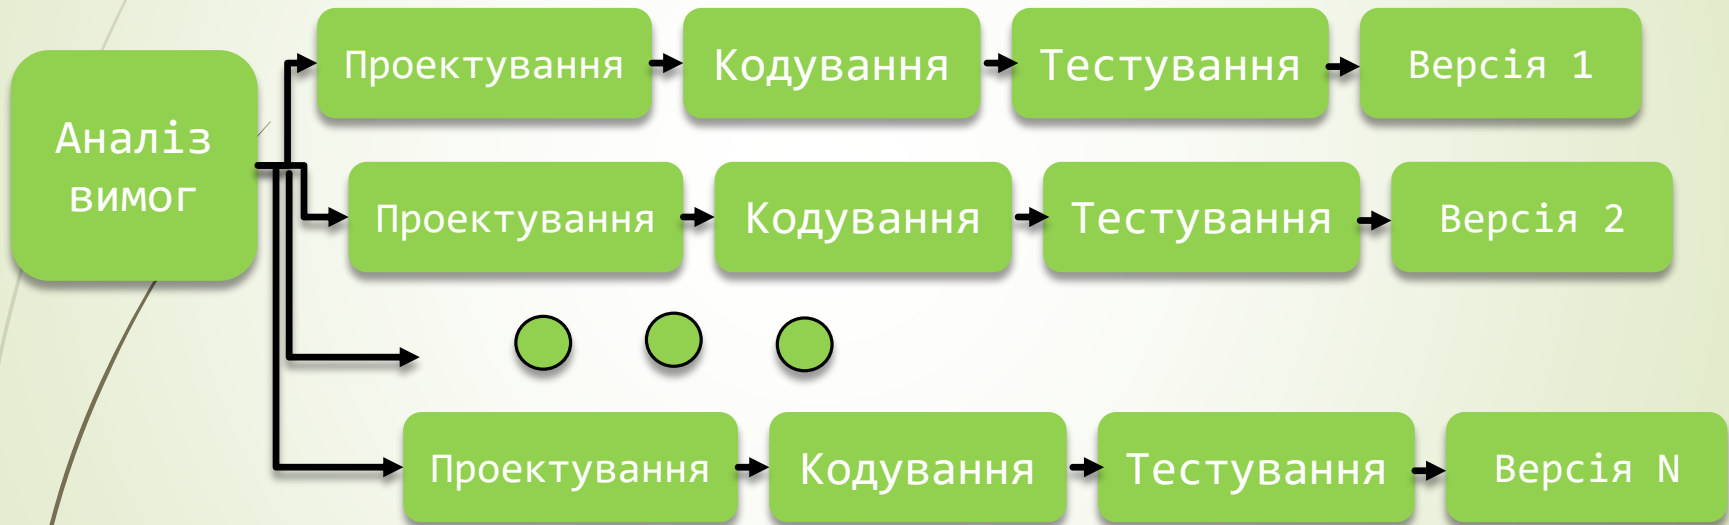 Аналіз
вимог
Проектування
Кодування
Тестування
Версія 1
Проектування
Кодування
Тестування
Версія 2
Проектування
Кодування
Тестування
Версія N